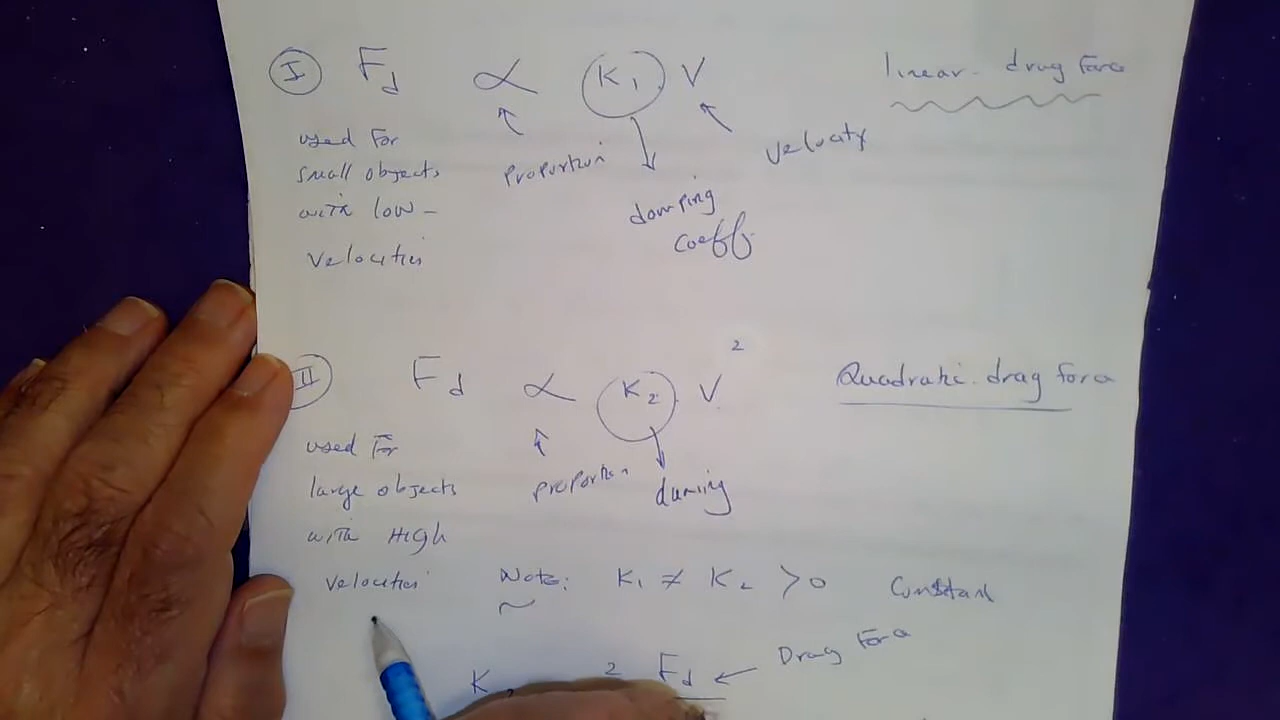 I Fd ∝ K1 V linear drag Force
used For
small objects
with low-
velocities
proportion
velocity
damping
coeff.
II Fd ∝ K2 V² Quadratic drag force
used For
large objects
with High
velocities
proportion
Note: K1 ≠ K2 >0 Constant
K 2 Fd ← Drag Force